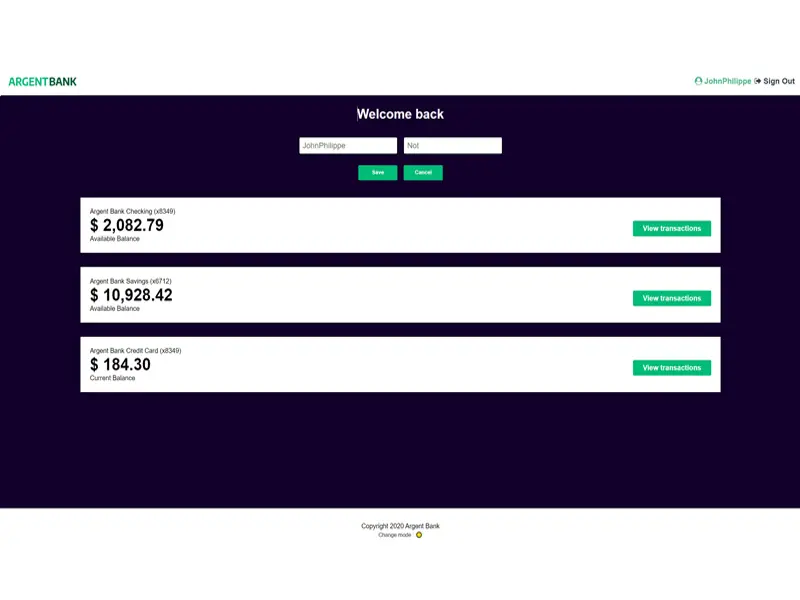 ARGENTBANK
JohnPhilippe Sign Out
Welcome back
JohnPhilippe Not
Save Cancel
Argent Bank Checking (x8349)
$ 2,082.79
Available Balance
View transactions
Argent Bank Savings (x6712)
$ 10,928.42
Available Balance
View transactions
Argent Bank Credit Card (x8349)
$ 184.30
Current Balance
View transactions
Copyright 2020 Argent Bank
Change mode